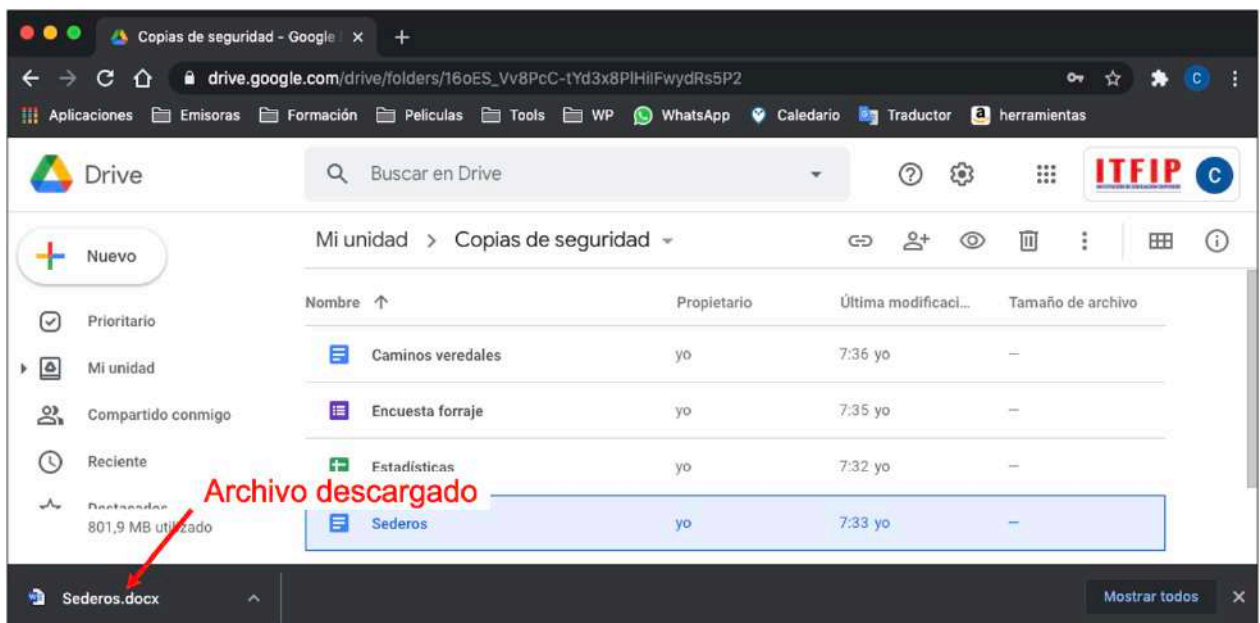 Copias de seguridad - Google
drive.google.com/drive/folders/16oES_Vv8PcC-tYd3x8PlHiIFwydRs5P2
Aplicaciones Emisoras Formación Peliculas Tools WP WhatsApp Caledario Traductor herramientas
Drive
Buscar en Drive
ITFIP
C
Nuevo
Mi unidad > Copias de seguridad
Nombre Propietario Última modificaci... Tamaño de archivo
Prioritario
Caminos veredales yo 7:36 yo —
Mi unidad
Encuesta forraje yo 7:35 yo —
Compartido conmigo
Reciente
Estadísticas yo 7:32 yo —
Archivo descargado
Destacados
801,9 MB utilizado
Sederos yo 7:33 yo —
Sederos.docx
Mostrar todos